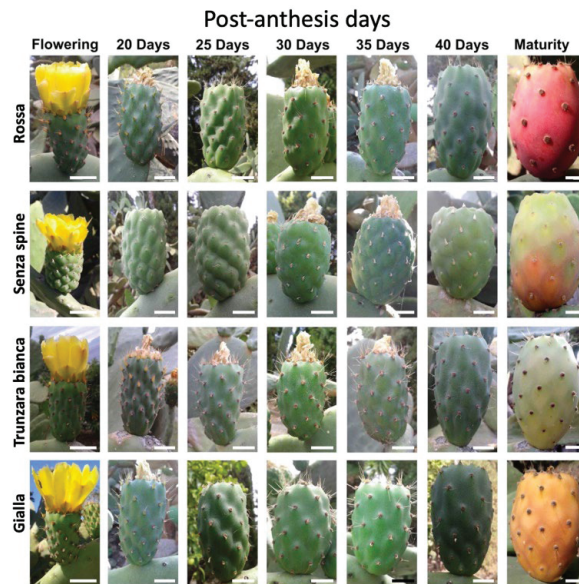 Post-anthesis days
Flowering 20 Days 25 Days 30 Days 35 Days 40 Days Maturity
Rossa
Senza spine
Trunzara bianca
Gialla